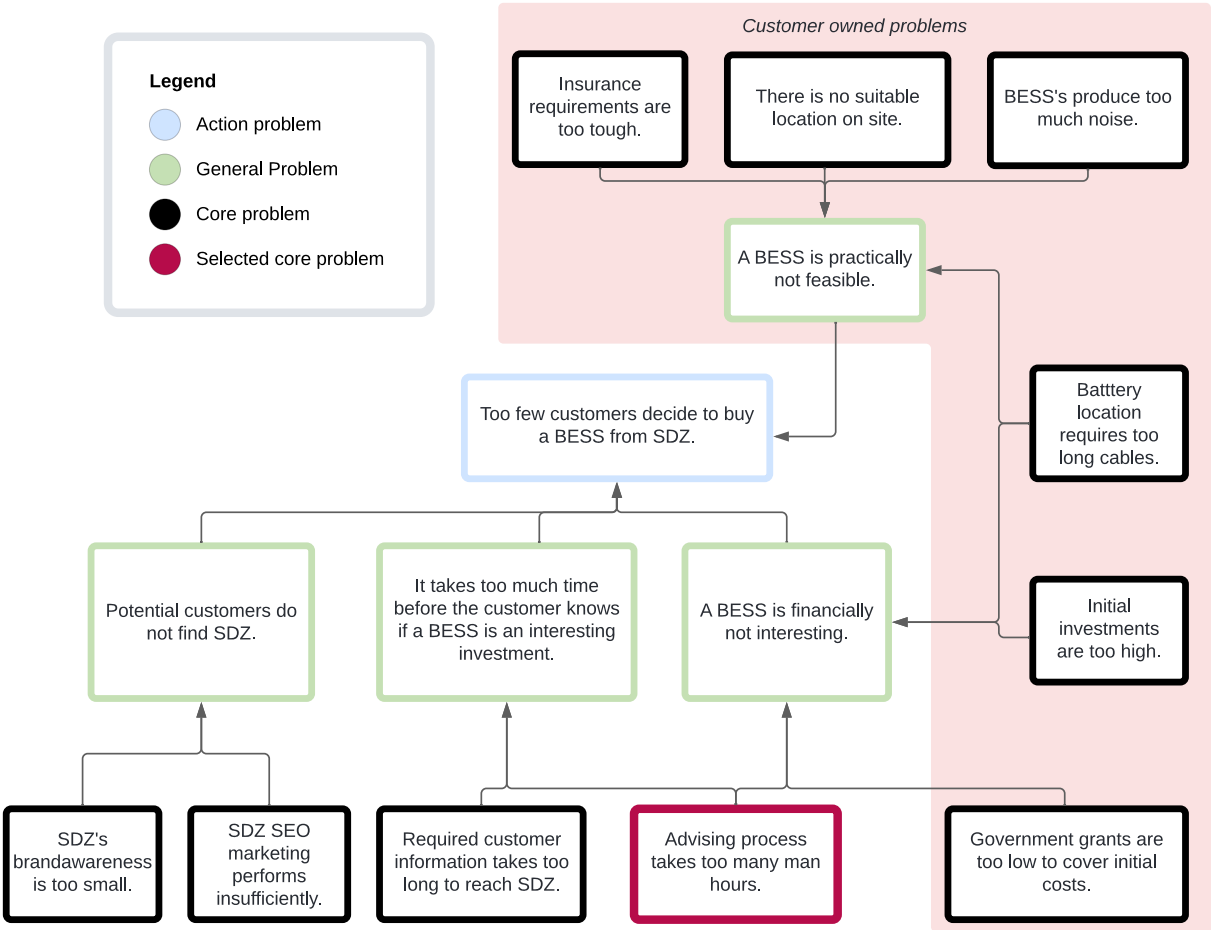 Customer owned problems
Legend
Action problem
General Problem
Core problem
Selected core problem
Insurance
requirements are
too tough.
There is no suitable
location on site.
BESS's produce too
much noise.
A BESS is practically
not feasible.
Too few customers decide to buy
a BESS from SDZ.
Batttery
location
requires too
long cables.
Potential customers do
not find SDZ.
It takes too much time
before the customer knows
if a BESS is an interesting
investment.
A BESS is financially
not interesting.
Initial
investments
are too high.
SDZ's
brandawareness
is too small.
SDZ SEO
marketing
performs
insufficiently.
Required customer
information takes too
long to reach SDZ.
Advising process
takes too many man
hours.
Government grants are
too low to cover initial
costs.